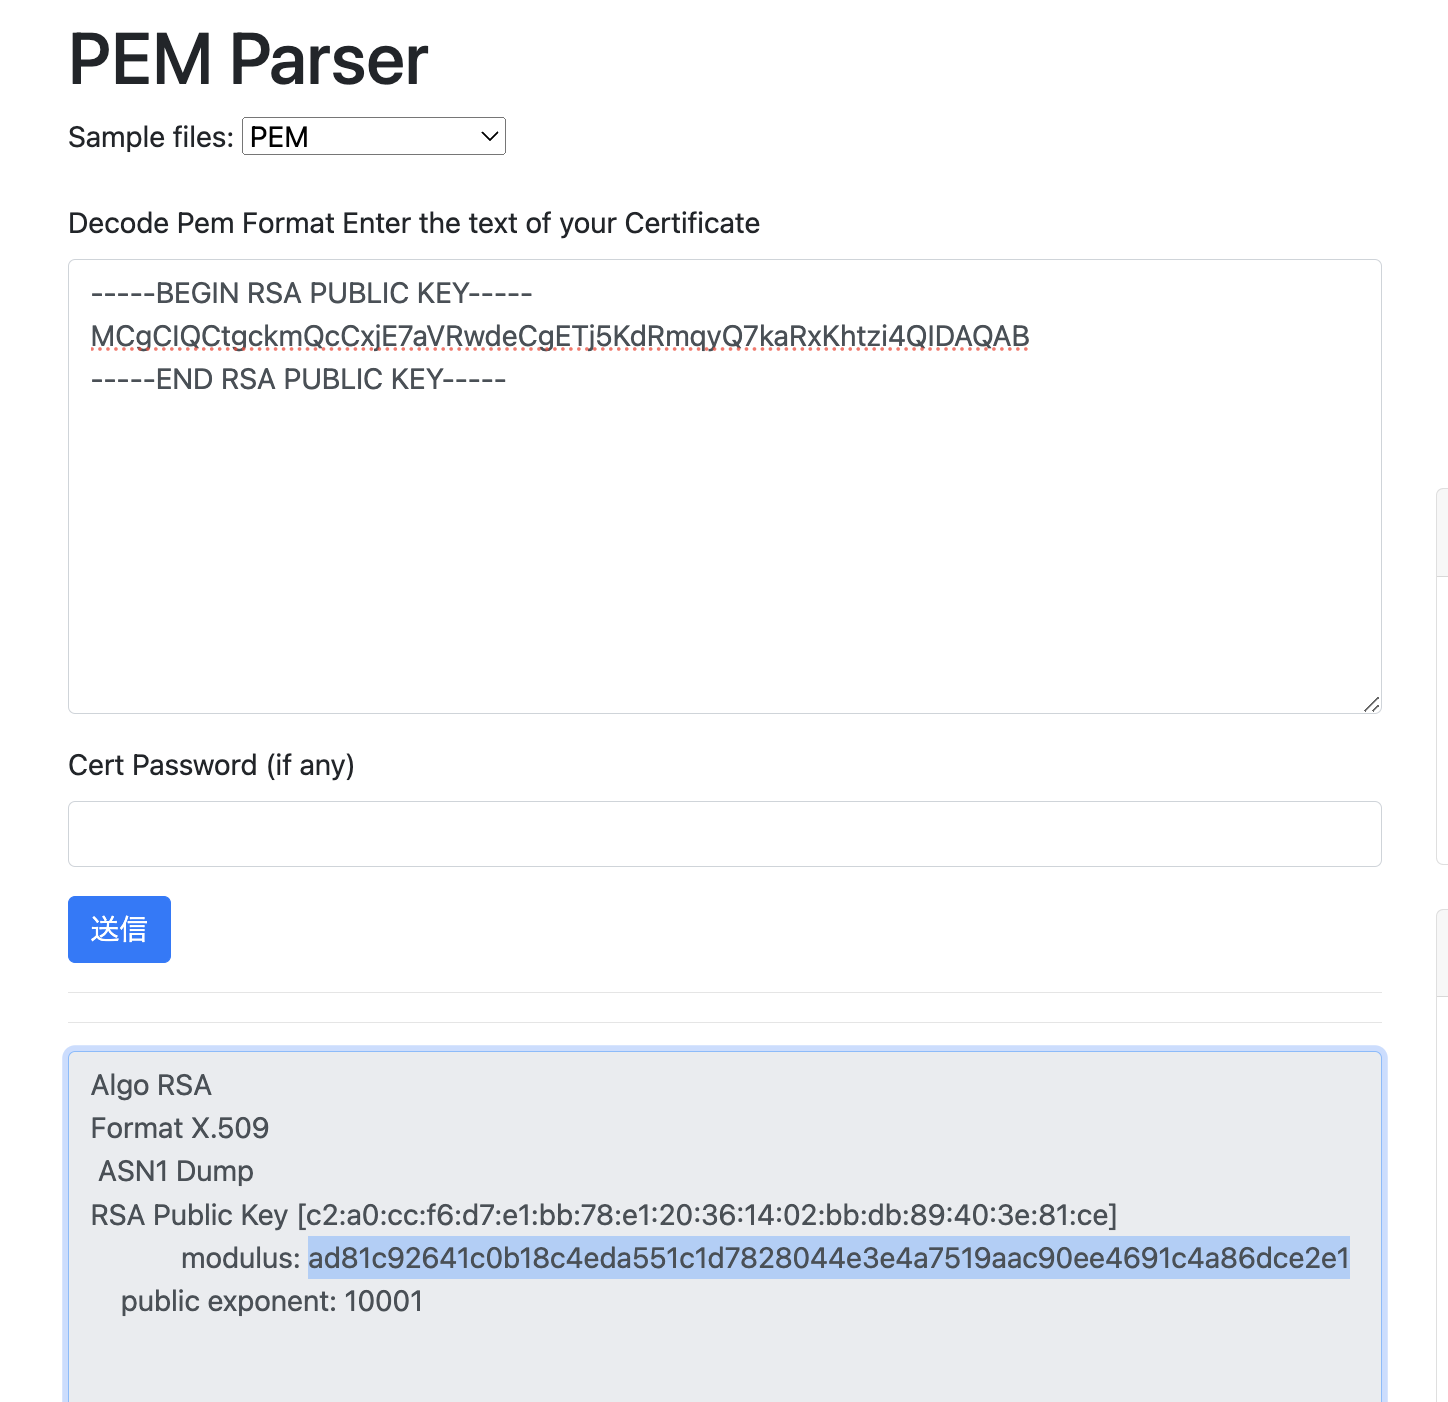 PEM Parser
Sample files: PEM
Decode Pem Format Enter the text of your Certificate
-----BEGIN RSA PUBLIC KEY-----
MCgCIQCtgckmQcCxjE7aVRwdeCgETj5KdRmqyQ7kaRxKhtzi4QIDAQAB
-----END RSA PUBLIC KEY-----
Cert Password (if any)
送信
Algo RSA
Format X.509
ASN1 Dump
RSA Public Key [c2:a0:cc:f6:d7:e1:bb:78:e1:20:36:14:02:bb:db:89:40:3e:81:ce]
modulus: ad81c92641c0b18c4eda551c1d7828044e3e4a7519aac90ee4691c4a86dce2e1
public exponent: 10001